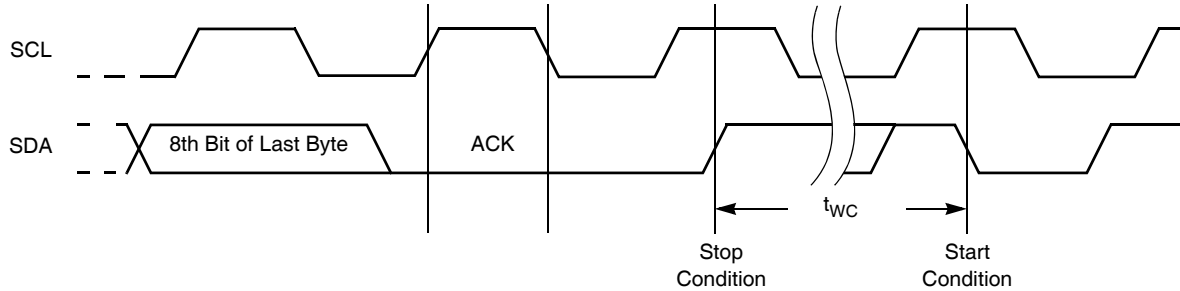 SCL
SDA
8th Bit of Last Byte
ACK
tWC
Stop
Condition
Start
Condition